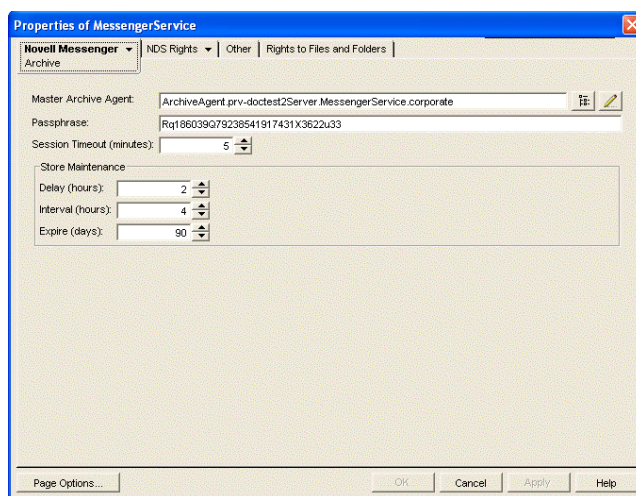 Properties of MessengerService
Novell Messenger NDS Rights Other Rights to Files and Folders
Archive
Master Archive Agent: ArchiveAgent.prv-doctest2Server.MessengerService.corporate
Passphrase: Rq186039Q79238541917431X3622u33
Session Timeout (minutes): 5
Store Maintenance
Delay (hours): 2
Interval (hours): 4
Expire (days): 90
Page Options... OK Cancel Apply Help